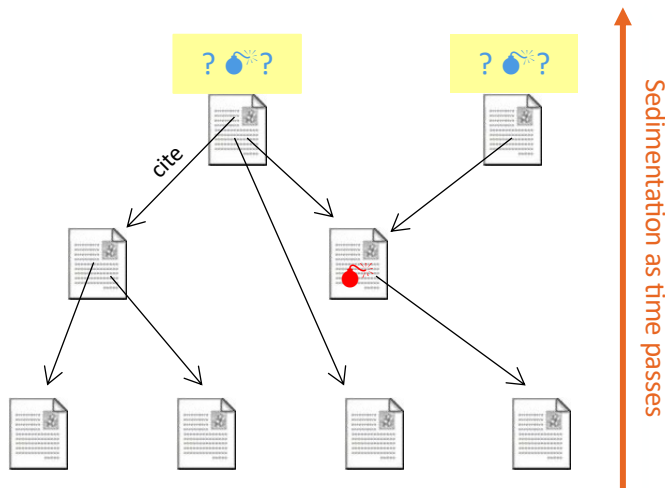 ? 💣 ?
? 💣 ?
cite
Sedimentation as time passes